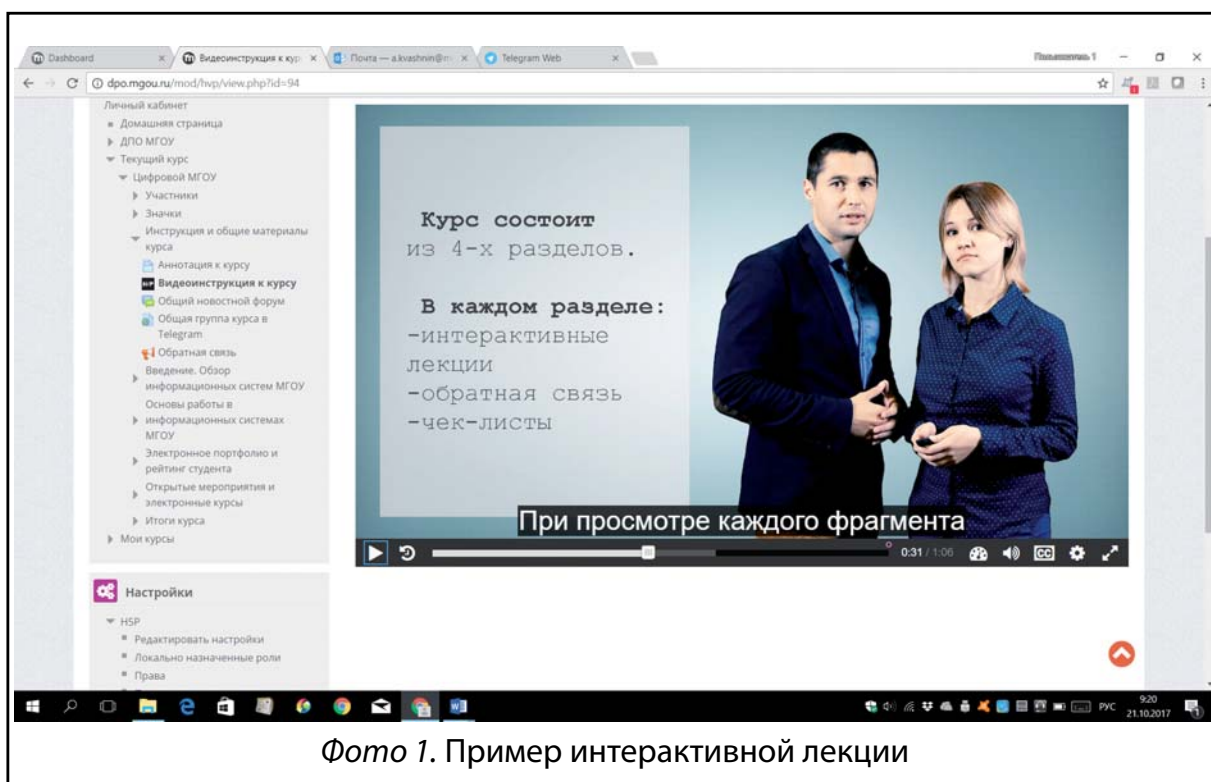 Dashboard
Видеоинструкция к кур
Почта — a.kvashnin@m
Telegram Web
dpo.mgou.ru/mod/hvp/view.php?id=94
Личный кабинет
Домашняя страница
ДПО МГОУ
Текущий курс
Цифровой МГОУ
Участники
Значки
Инструкция и общие материалы
курса
Аннотация к курсу
Видеоинструкция к курсу
Общий новостной форум
Общая группа курса в
Telegram
Обратная связь
Введение. Обзор
информационных систем МГОУ
Основы работы в
информационных системах
МГОУ
Электронное портфолио и
рейтинг студента
Открытые мероприятия и
электронные курсы
Итоги курса
Мои курсы
Настройки
H5P
Редактировать настройки
Локально назначенные роли
Права
Курс состоит
из 4-х разделов.
В каждом разделе:
-интерактивные
лекции
-обратная связь
-чек-листы
При просмотре каждого фрагмента
0:31 / 1:06
CC
РУС
9:20
21.10.2017
Фото 1. Пример интерактивной лекции